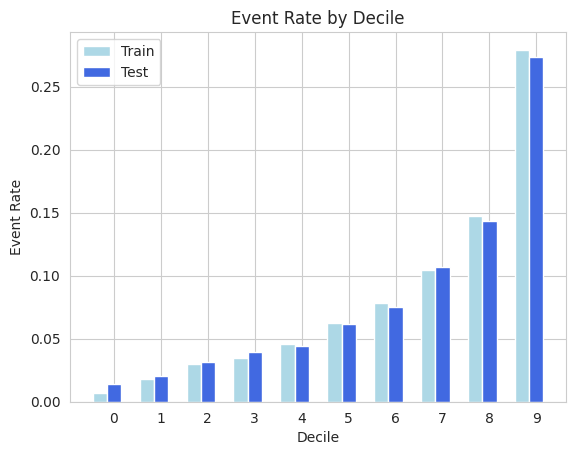 Event Rate by Decile
Train
Test
Event Rate
0.25
0.20
0.15
0.10
0.05
0.00
0 1 2 3 4 5 6 7 8 9
Decile